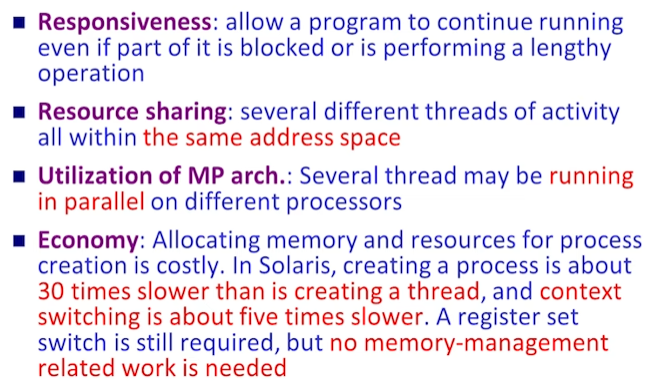 ■ Responsiveness: allow a program to continue running
even if part of it is blocked or is performing a lengthy
operation
■ Resource sharing: several different threads of activity
all within the same address space
■ Utilization of MP arch.: Several thread may be running
in parallel on different processors
■ Economy: Allocating memory and resources for process
creation is costly. In Solaris, creating a process is about
30 times slower than is creating a thread, and context
switching is about five times slower. A register set
switch is still required, but no memory-management
related work is needed